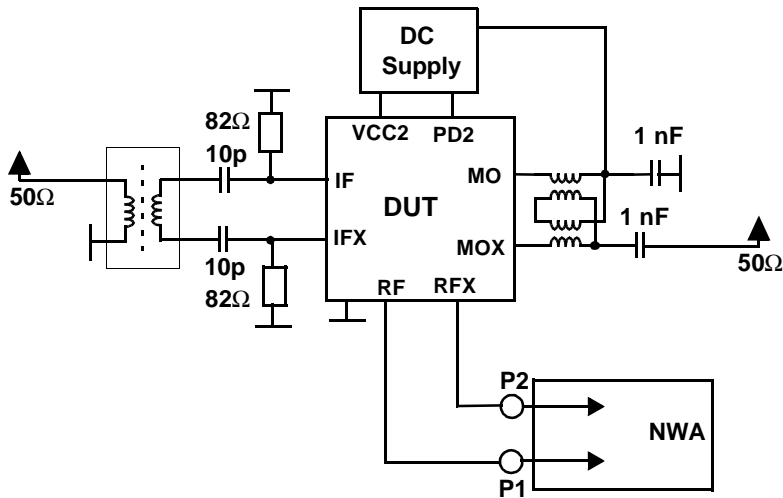 DC
Supply
82Ω
10p
VCC2
PD2
1 nF
IF
MO
50Ω
DUT
1 nF
IFX
MOX
10p
82Ω
RF
RFX
50Ω
P2
NWA
P1